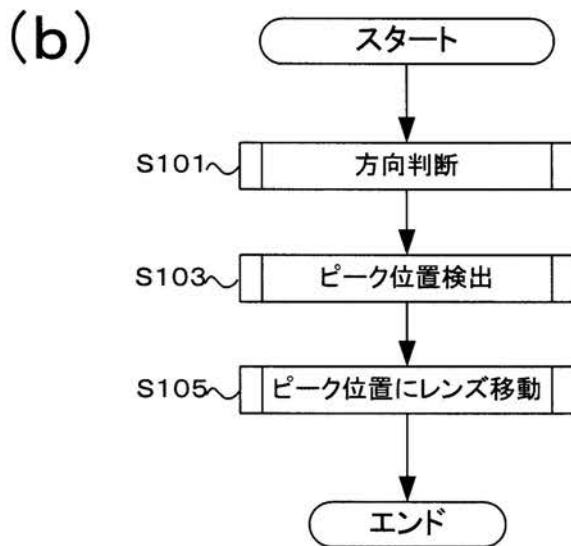 (b)
スタート
S101
方向判断
S103
ピーク位置検出
S105
ピーク位置にレンズ移動
エンド